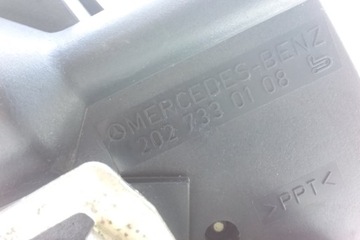 MERCEDES-BENZ
202 733 01 08
>PPT<